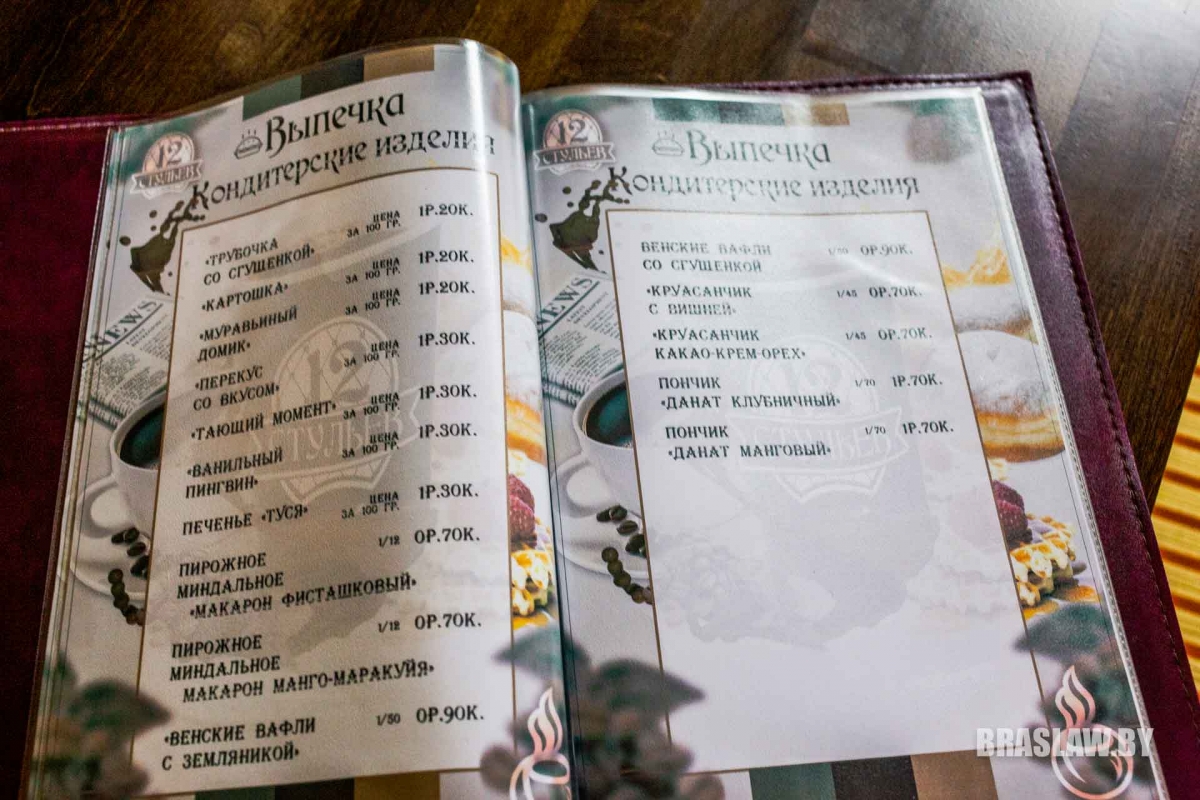 12
СТУЛЬЕВ
Выпечка
Кондитерские изделия
«ТРУБОЧКА ЦЕНА 1Р.20К.
СО СГУШЕНКОЙ» ЗА 100 ГР.
«КАРТОШКА» ЦЕНА 1Р.20К.
ЗА 100 ГР.
«МУРАВЬИНЫЙ ЦЕНА 1Р.20К.
ДОМИК» ЗА 100 ГР.
«ПЕРЕКУС ЦЕНА 1Р.30К.
СО ВКУСОМ» ЗА 100 ГР.
«ТАЮЩИЙ МОМЕНТ» ЦЕНА 1Р.30К.
ЗА 100 ГР.
«ВАНИЛЬНЫЙ ЦЕНА 1Р.30К.
ПИНГВИН» ЗА 100 ГР.
ПЕЧЕНЬЕ «ТУСЯ» ЦЕНА 1Р.30К.
ЗА 100 ГР.
ПИРОЖНОЕ 1/12 0Р.70К.
МИНДАЛЬНОЕ
«МАКАРОН ФИСТАШКОВЫЙ»
ПИРОЖНОЕ 1/12 0Р.70К.
МИНДАЛЬНОЕ
МАКАРОН МАНГО-МАРАКУЙЯ»
«ВЕНСКИЕ ВАФЛИ 1/50 0Р.90К.
С ЗЕМЛЯНИКОЙ»
NEWS
12
СТУЛЬЕВ
12
СТУЛЬЕВ
Выпечка
Кондитерские изделия
ВЕНСКИЕ ВАФЛИ 0Р.90К.
СО СГУШЕНКОЙ
«КРУАСАНЧИК 1/45 0Р.70К.
С ВИШНЕЙ»
«КРУАСАНЧИК 1/45 0Р.70К.
КАКАО-КРЕМ-ОРЕХ»
ПОНЧИК 1/70 1Р.70К.
«ДАНАТ КЛУБНИЧНЫЙ»
ПОНЧИК 1/70 1Р.70К.
«ДАНАТ МАНГОВЫЙ»
NEWS
12
СТУЛЬЕВ
BRASLAW.BY